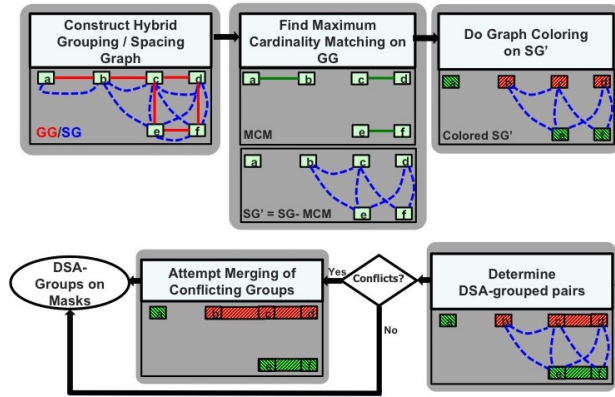 Construct Hybrid
Grouping / Spacing
Graph
a b c d
e f
GG/SG
Find Maximum
Cardinality Matching on
GG
a b c d
e f
MCM
a b c d
e f
SG' = SG- MCM
Do Graph Coloring
on SG'
Colored SG'
DSA-
Groups on
Masks
Attempt Merging of
Conflicting Groups
Yes
Conflicts?
No
Determine
DSA-grouped pairs